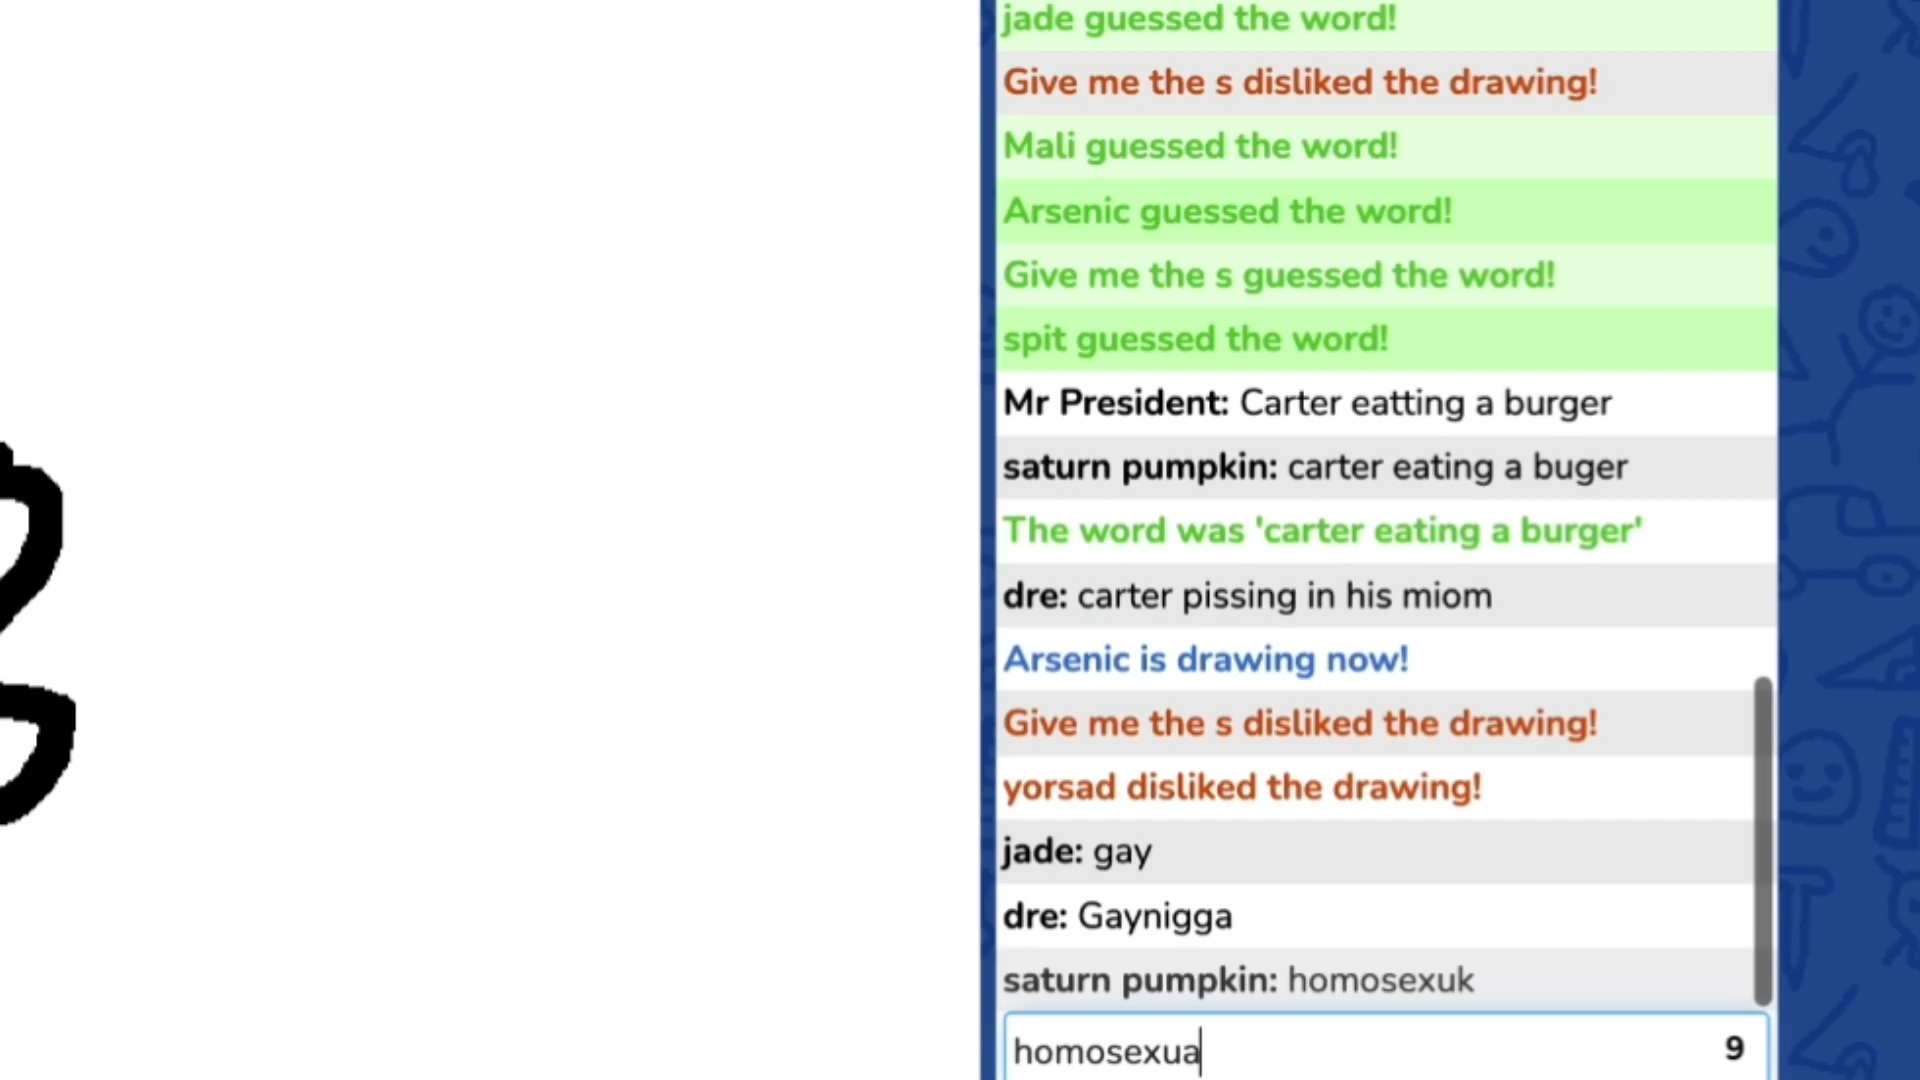 jade guessed the word!
Give me the s disliked the drawing!
Mali guessed the word!
Arsenic guessed the word!
Give me the s guessed the word!
spit guessed the word!
Mr President: Carter eatting a burger
saturn pumpkin: carter eating a buger
The word was 'carter eating a burger'
dre: carter pissing in his miom
Arsenic is drawing now!
Give me the s disliked the drawing!
yorsad disliked the drawing!
jade: gay
dre: Gaynigga
saturn pumpkin: homosexuk
homosexua 9